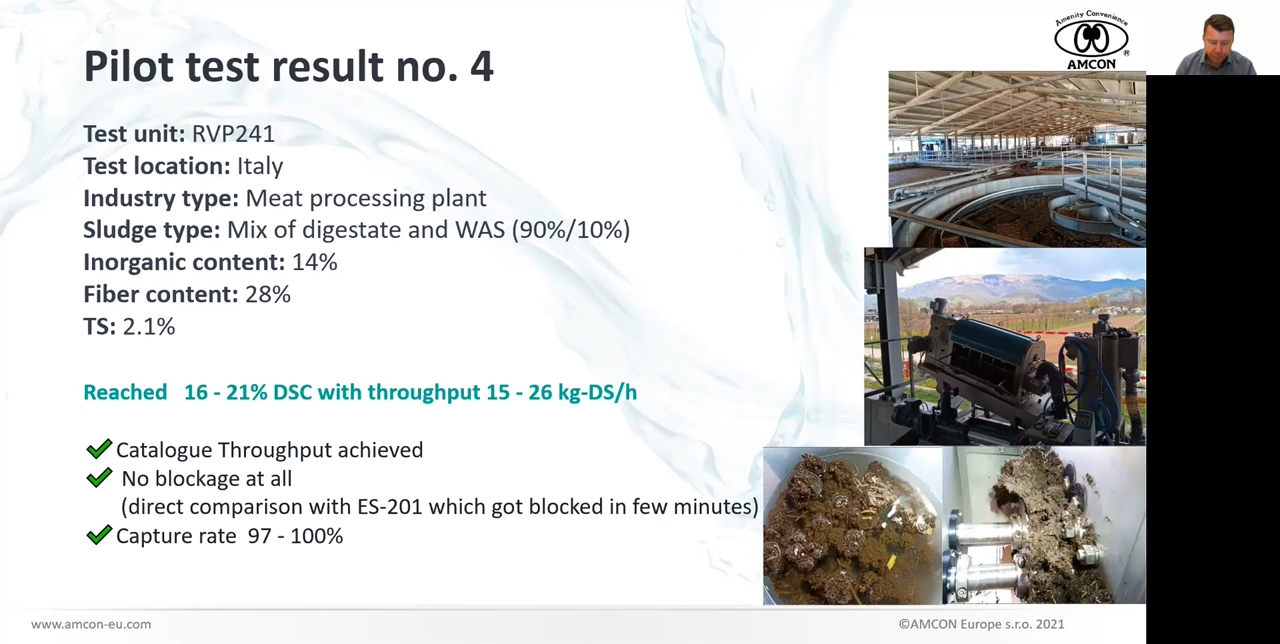 Amenity Convenience
AMCON
®
Pilot test result no. 4
Test unit: RVP241
Test location: Italy
Industry type: Meat processing plant
Sludge type: Mix of digestate and WAS (90%/10%)
Inorganic content: 14%
Fiber content: 28%
TS: 2.1%
Reached 16 - 21% DSC with throughput 15 - 26 kg-DS/h
Catalogue Throughput achieved
No blockage at all
(direct comparison with ES-201 which got blocked in few minutes)
Capture rate 97 - 100%
www.amcon-eu.com
©AMCON Europe s.r.o. 2021